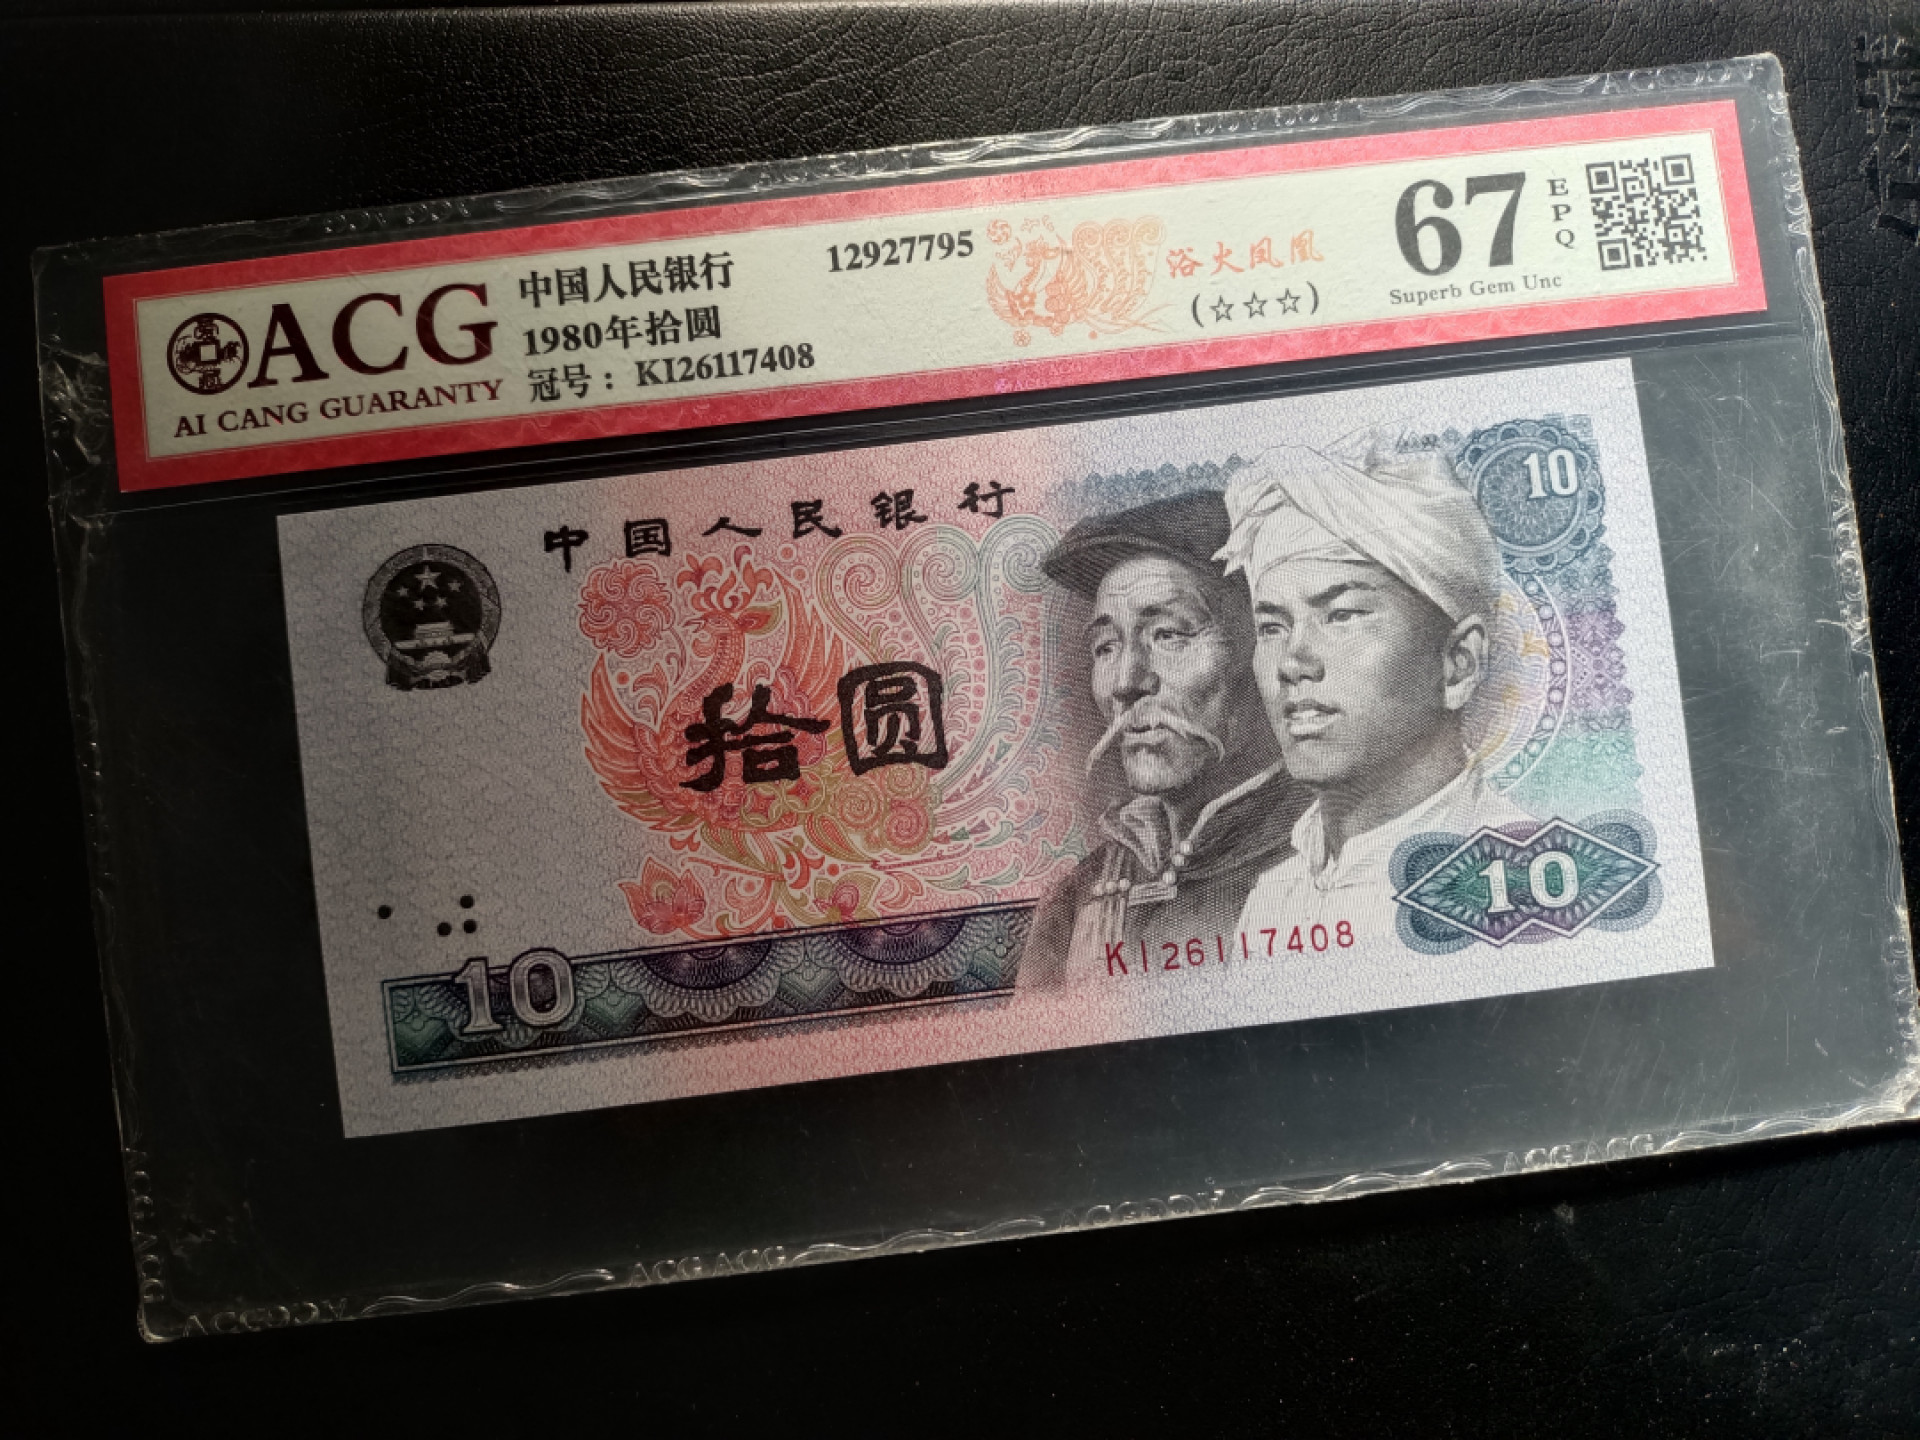 ACG
AI CANG GUARANTY
中国人民银行
1980年拾圆
冠号：KI26117408
12927795
浴火凤凰
(☆☆☆)
67
EPQ
Superb Gem Unc
中国人民银行
10
拾圆
10
10
KI26117408
ACGACG
ACGACG